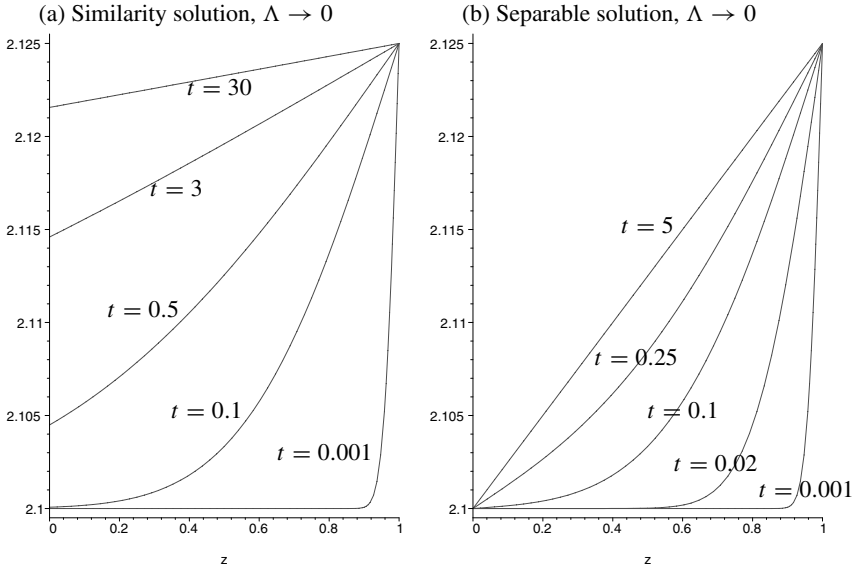 (a) Similarity solution, Λ → 0
2.125
2.12
2.115
2.11
2.105
2.1
t = 30
t = 3
t = 0.5
t = 0.1
t = 0.001
0 0.2 0.4 0.6 0.8 1
z
(b) Separable solution, Λ → 0
2.125
2.12
2.115
2.11
2.105
2.1
t = 5
t = 0.25
t = 0.1
t = 0.02
t = 0.001
0 0.2 0.4 0.6 0.8 1
z